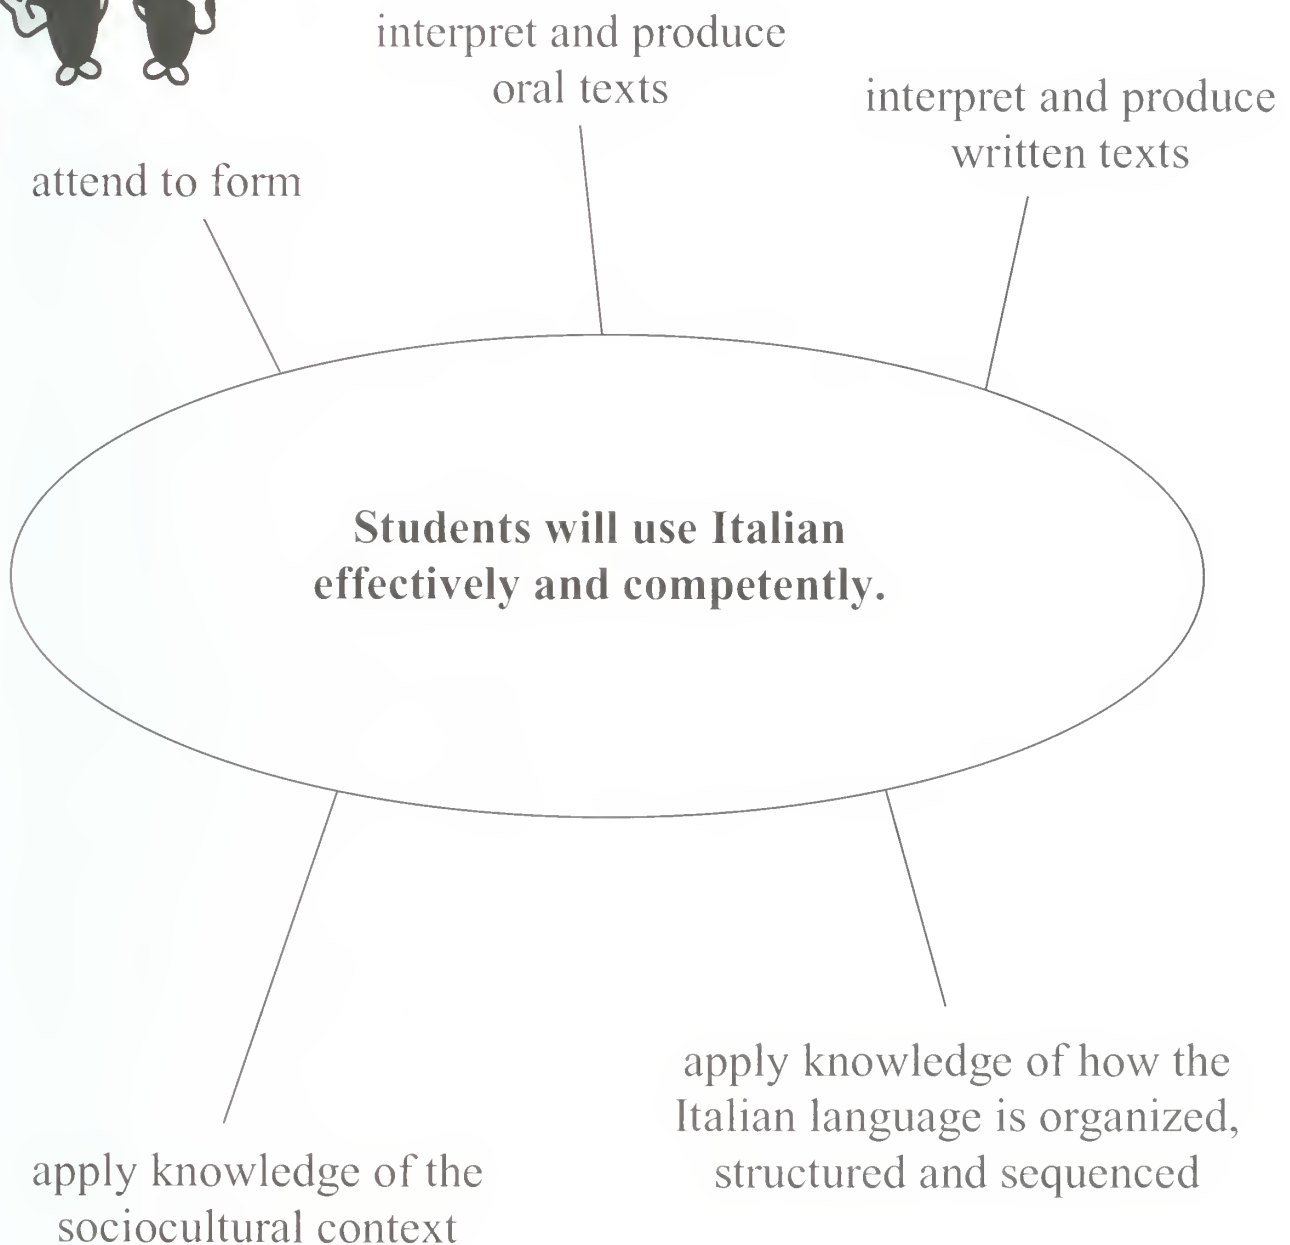 interpret and produce
oral texts
interpret and produce
written texts
attend to form
Students will use Italian
effectively and competently.
apply knowledge of how the
Italian language is organized,
structured and sequenced
apply knowledge of the
sociocultural context